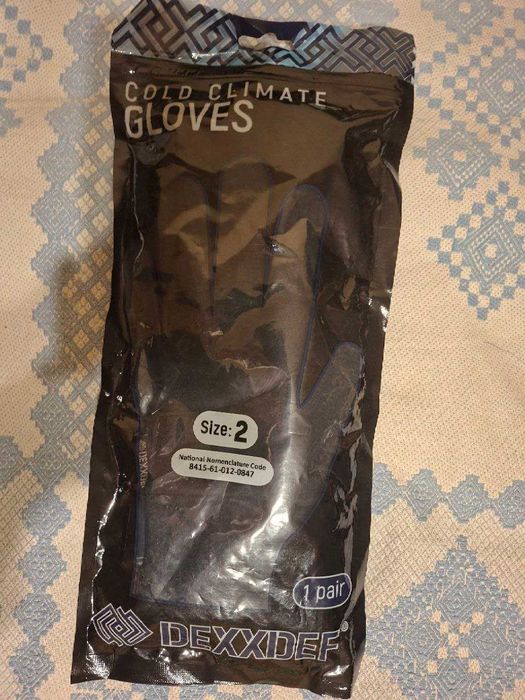 COLD CLIMATE
GLOVES
Size: 2
National Nomenclature Code
8415-61-012-0847
1 pair
DEXXDEF®